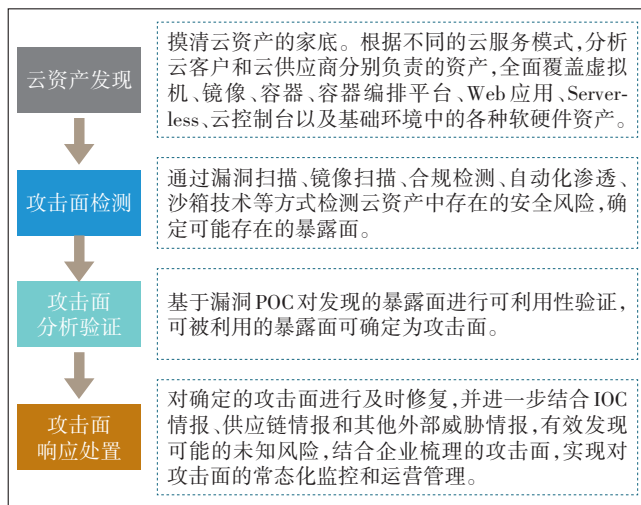 云资产发现
摸清云资产的家底。根据不同的云服务模式，分析
云客户和云供应商分别负责的资产，全面覆盖虚拟
机、镜像、容器、容器编排平台、Web 应用、Server-
less、云控制台以及基础环境中的各种软硬件资产。
攻击面检测
通过漏洞扫描、镜像扫描、合规检测、自动化渗透、
沙箱技术等方式检测云资产中存在的安全风险，确
定可能存在的暴露面。
攻击面
分析验证
基于漏洞 POC 对发现的暴露面进行可利用性验证，
可被利用的暴露面可确定为攻击面。
攻击面
响应处置
对确定的攻击面进行及时修复，并进一步结合 IOC
情报、供应链情报和其他外部威胁情报，有效发现
可能的未知风险，结合企业梳理的攻击面，实现对
攻击面的常态化监控和运营管理。